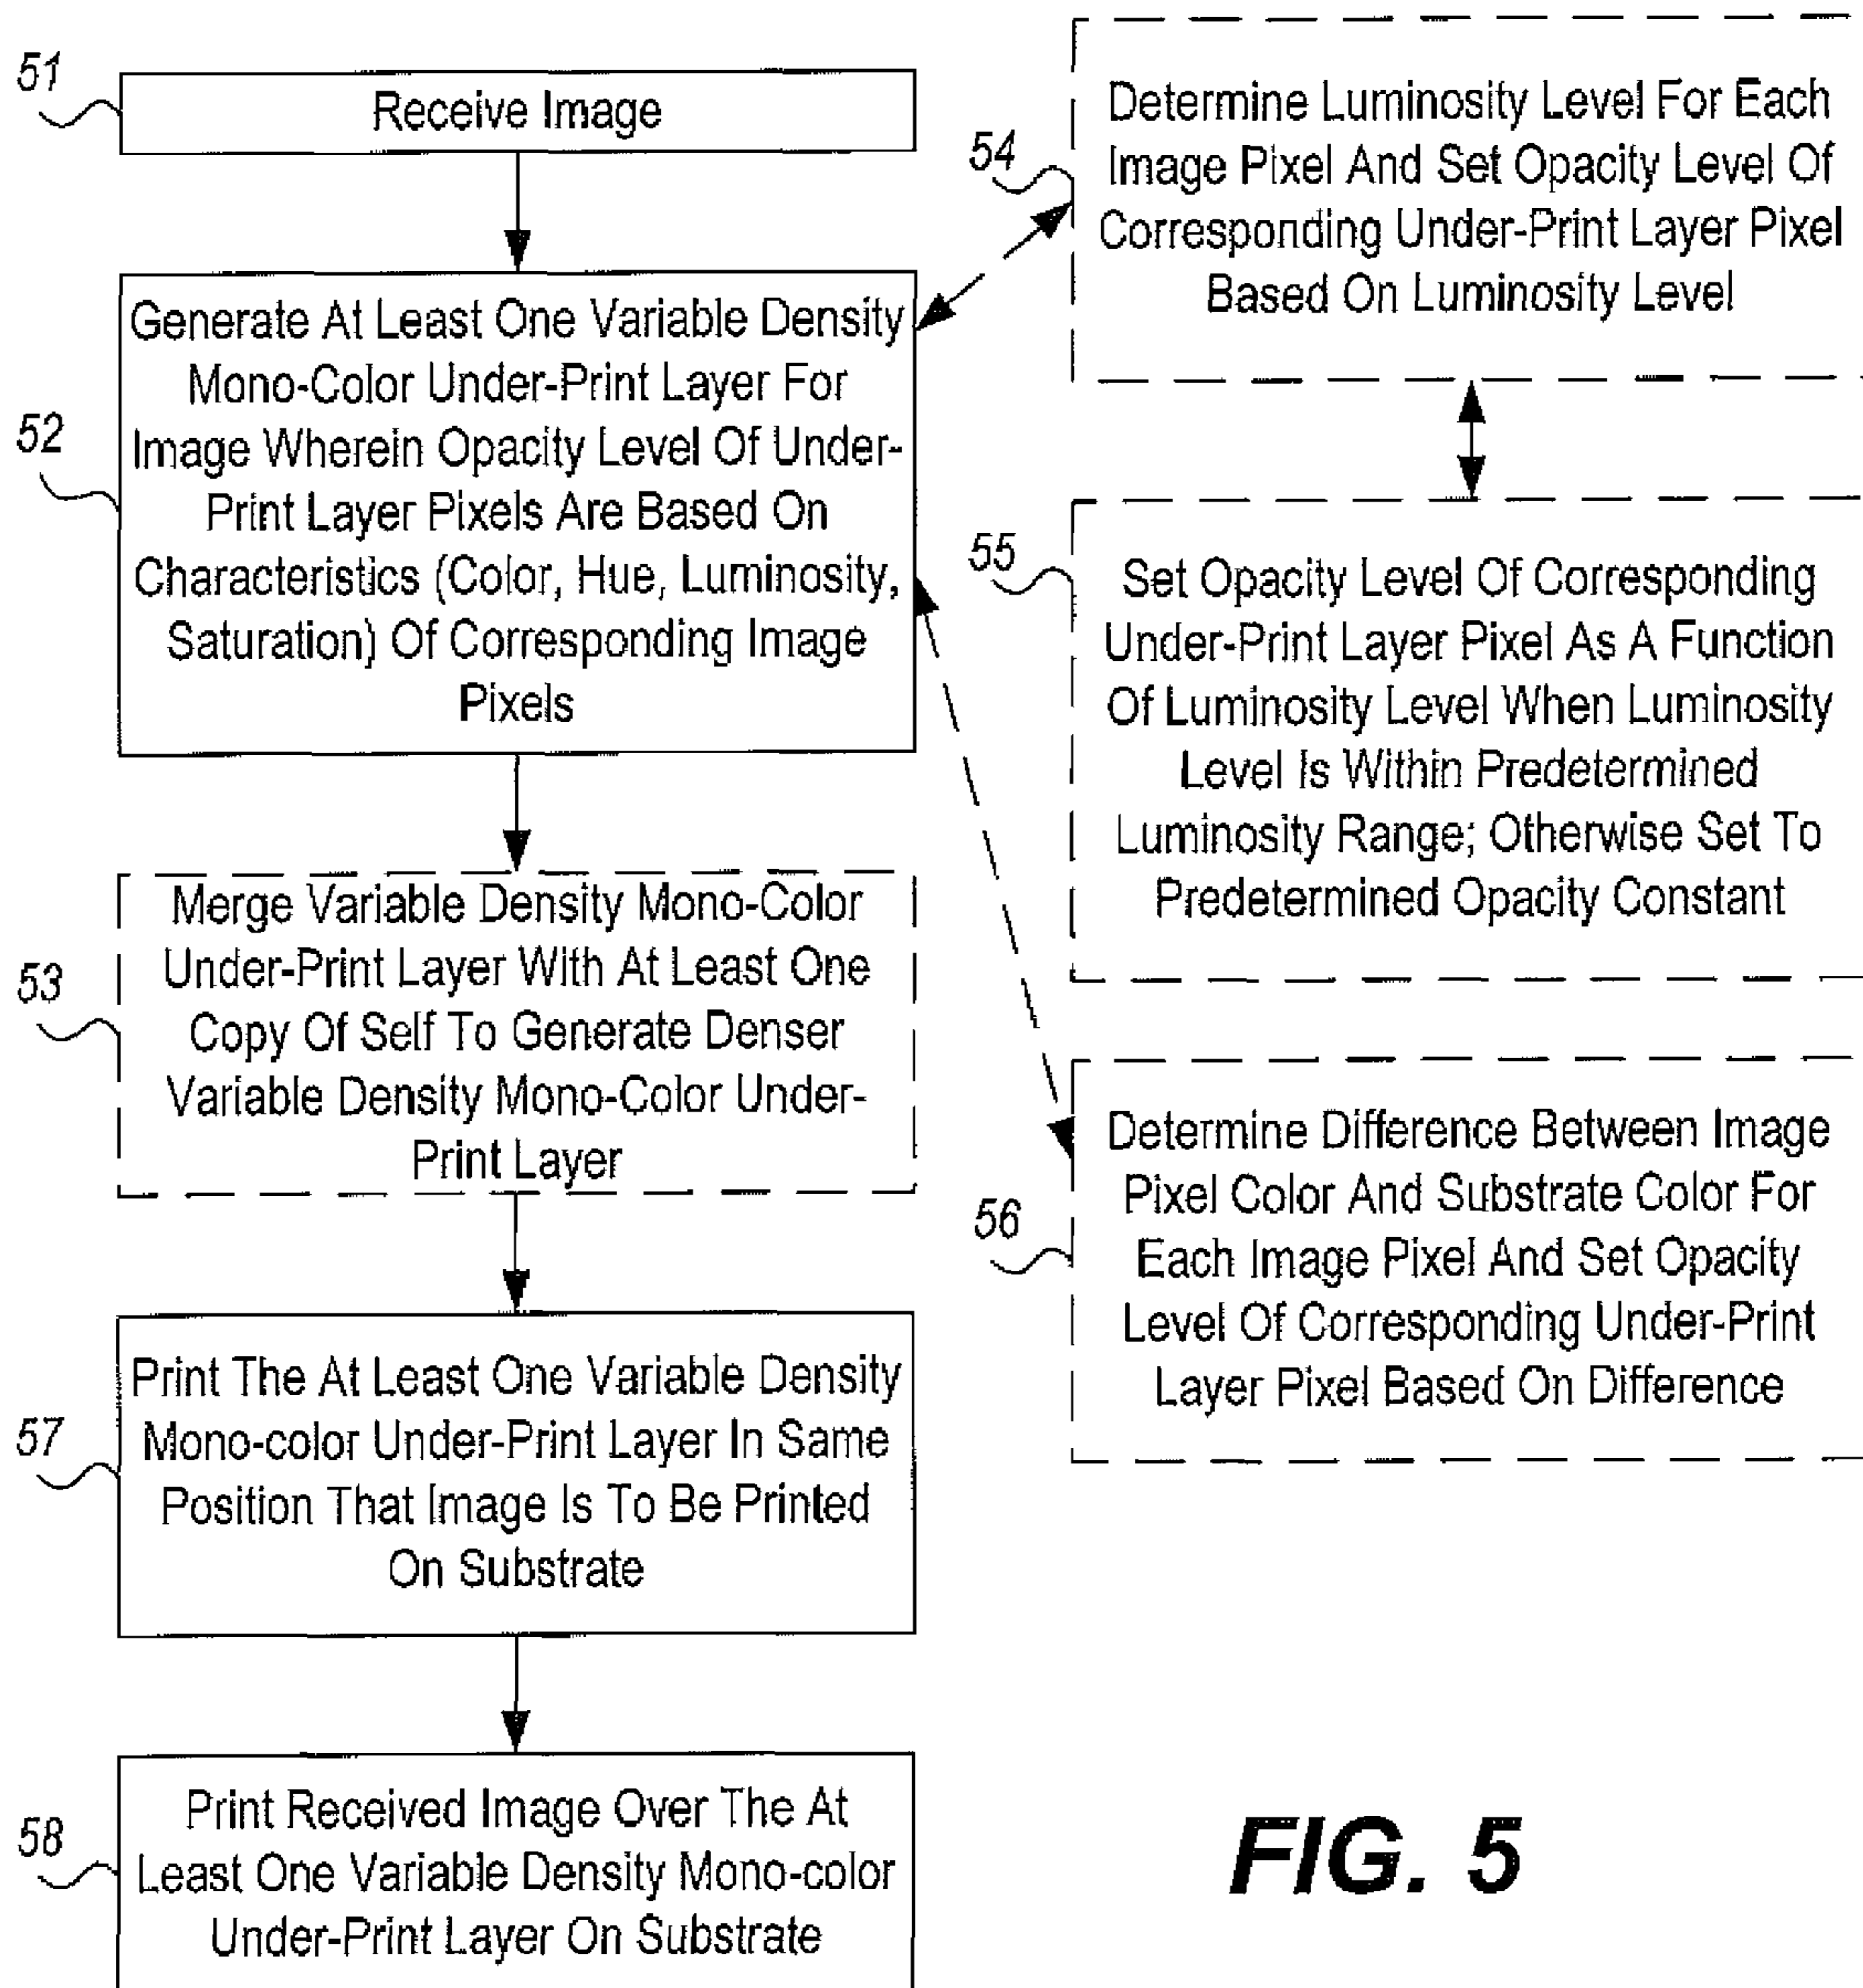 51
Receive Image
52
Generate At Least One Variable Density
Mono-Color Under-Print Layer For
Image Wherein Opacity Level Of Under-
Print Layer Pixels Are Based On
Characteristics (Color, Hue, Luminosity,
Saturation) Of Corresponding Image
Pixels
53
Merge Variable Density Mono-Color
Under-Print Layer With At Least One
Copy Of Self To Generate Denser
Variable Density Mono-Color Under-
Print Layer
57
Print The At Least One Variable Density
Mono-color Under-Print Layer In Same
Position That Image Is To Be Printed
On Substrate
58
Print Received Image Over The At
Least One Variable Density Mono-color
Under-Print Layer On Substrate
54
Determine Luminosity Level For Each
Image Pixel And Set Opacity Level Of
Corresponding Under-Print Layer Pixel
Based On Luminosity Level
55
Set Opacity Level Of Corresponding
Under-Print Layer Pixel As A Function
Of Luminosity Level When Luminosity
Level Is Within Predetermined
Luminosity Range; Otherwise Set To
Predetermined Opacity Constant
56
Determine Difference Between Image
Pixel Color And Substrate Color For
Each Image Pixel And Set Opacity
Level Of Corresponding Under-Print
Layer Pixel Based On Difference
FIG. 5